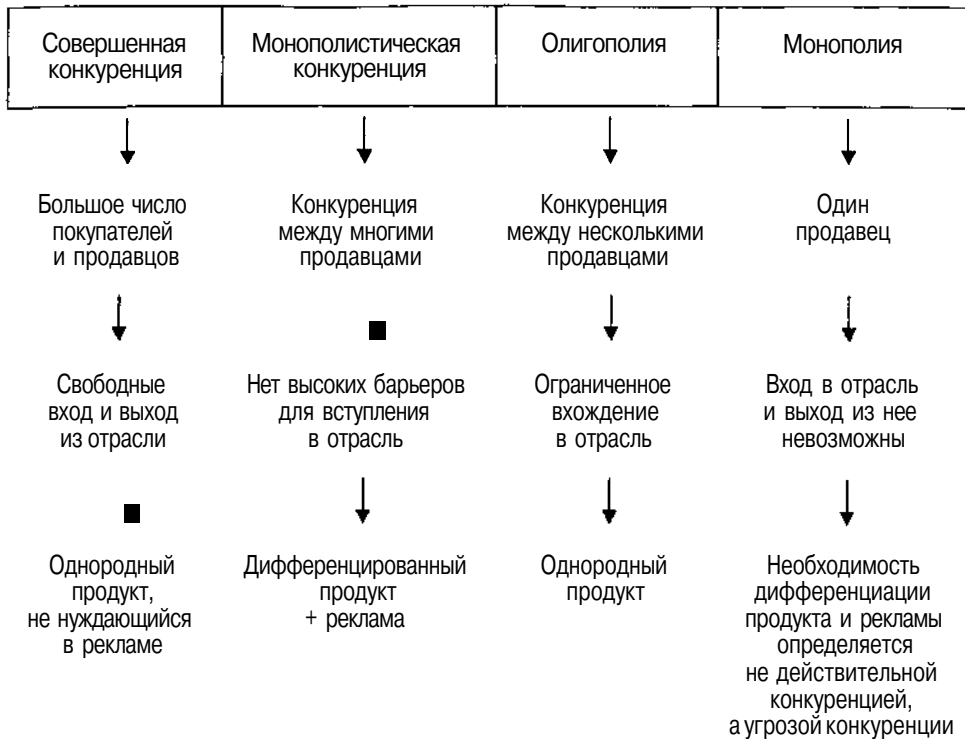 Совершенная
конкуренция
Монополистическая
конкуренция
Олигополия
Монополия
Большое число
покупателей
и продавцов
Конкуренция
между многими
продавцами
Конкуренция
между несколькими
продавцами
Один
продавец
Свободные
вход и выход
из отрасли
Нет высоких барьеров
для вступления
в отрасль
Ограниченное
вхождение
в отрасль
Вход в отрасль
и выход из нее
невозможны
Однородный
продукт,
не нуждающийся
в рекламе
Дифференцированный
продукт
+ реклама
Однородный
продукт
Необходимость
дифференциации
продукта и рекламы
определяется
не действительной
конкуренцией,
а угрозой конкуренции